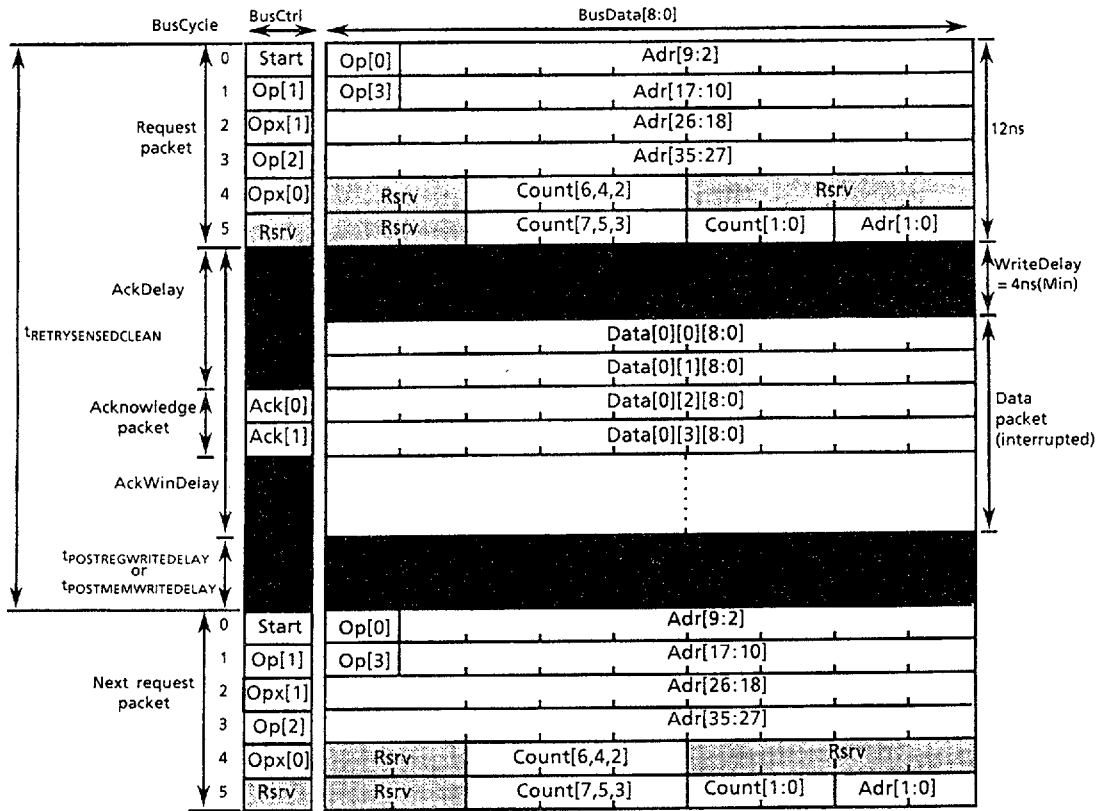 BusCycle BusCtrl BusData[8:0]
0 Start Op[0] Adr[9:2]
1 Op[1] Op[3] Adr[17:10]
Request
packet
2 Opx[1] Adr[26:18]
12ns
3 Op[2] Adr[35:27]
4 Opx[0] Rsrv Count[6,4,2] Rsrv
5 Rsrv Rsrv Count[7,5,3] Count[1:0] Adr[1:0]
WriteDelay
= 4ns(Min)
AckDelay
tRETRYSENSEDCLEAN
Data[0][0][8:0]
Data[0][1][8:0]
Acknowledge
packet
Ack[0] Data[0][2][8:0]
Ack[1] Data[0][3][8:0]
Data
packet
(interrupted)
AckWinDelay
tPOSTREGWRITEDELAY
or
tPOSTMEMWRITEDELAY
0 Start Op[0] Adr[9:2]
1 Op[1] Op[3] Adr[17:10]
Next request
packet
2 Opx[1] Adr[26:18]
3 Op[2] Adr[35:27]
4 Opx[0] Rsrv Count[6,4,2] Rsrv
5 Rsrv Rsrv Count[7,5,3] Count[1:0] Adr[1:0]